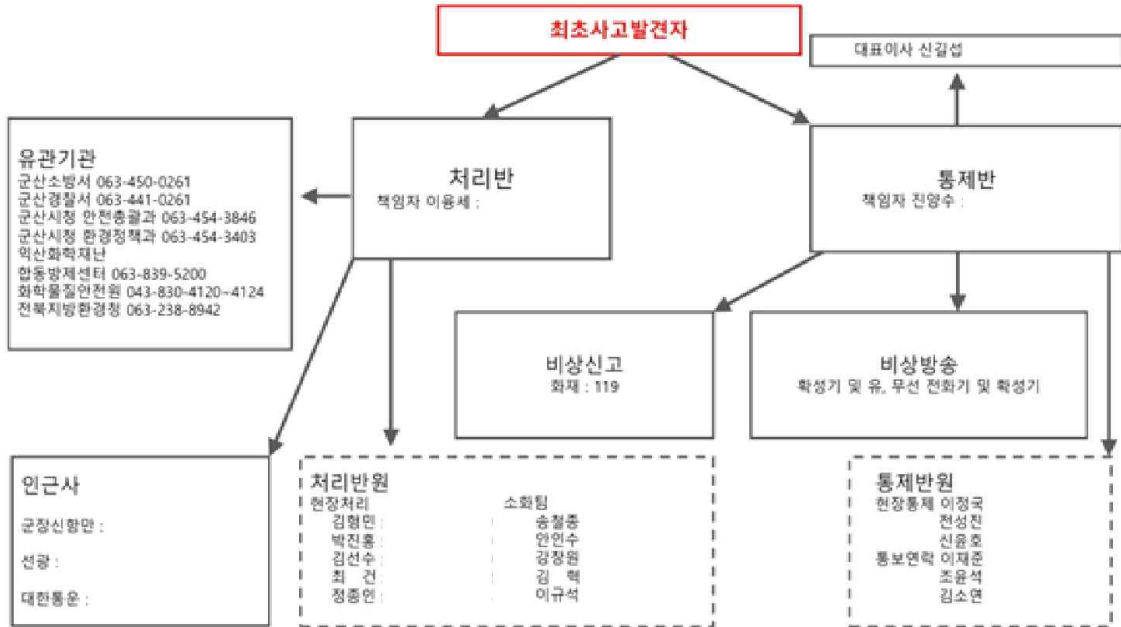 최초사고발견자
대표이사 신길섭
유관기관
군산소방서 063-450-0261
군산경찰서 063-441-0261
군산시청 안전총괄과 063-454-3846
군산시청 환경정책과 063-454-3403
익산화학재난
합동방제센터 063-839-5200
화학물질안전원 043-830-4120~4124
전북지방환경청 063-238-8942
처리반
책임자 이용세 :
통제반
책임자 진양수 :
비상신고
화재 : 119
비상방송
확성기 및 유, 무선 전화기 및 확성기
인근사
군장신항만 :
선광 :
대한통운 :
처리반원
현장처리 소화팀
김형민 : 송철종
박진홍 : 안인수
김선수 : 강창원
최 건 : 김 혁
정종인 : 이규석
통제반원
현장통제 이정국
전성진
신윤호
통보연락 이재준
조윤석
김소연